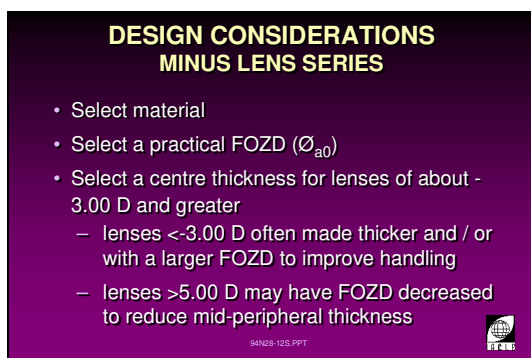 DESIGN CONSIDERATIONS
MINUS LENS SERIES
• Select material
• Select a practical FOZD (Øa0)
• Select a centre thickness for lenses of about -
3.00 D and greater
– lenses <-3.00 D often made thicker and / or
with a larger FOZD to improve handling
– lenses >5.00 D may have FOZD decreased
to reduce mid-peripheral thickness
94N28-12S.PPT
IACLE